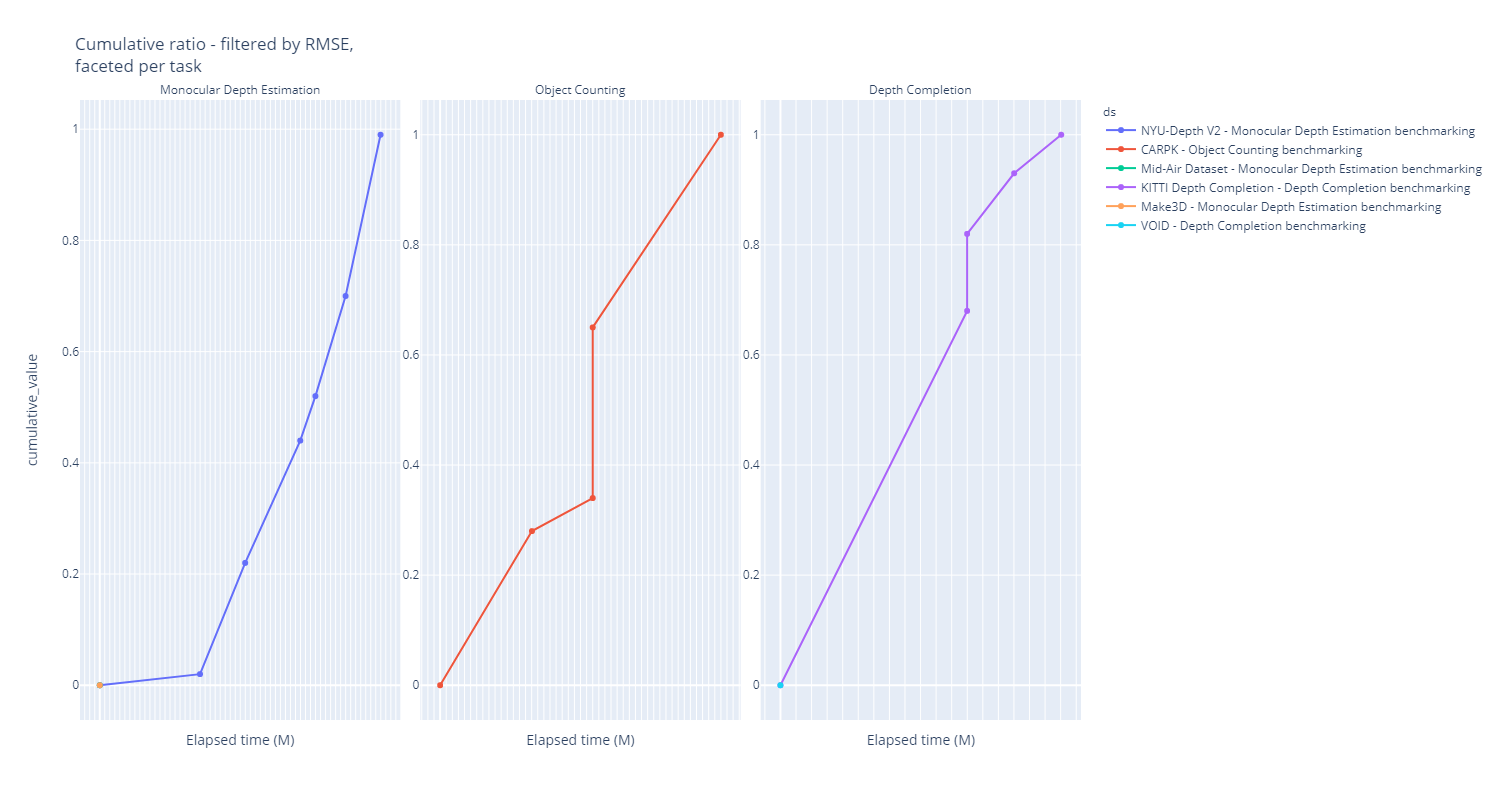 Cumulative ratio - filtered by RMSE,
faceted per task
Monocular Depth Estimation
Object Counting
Depth Completion
cumulative_value
1
0.8
0.6
0.4
0.2
0
1
0.8
0.6
0.4
0.2
0
1
0.8
0.6
0.4
0.2
0
Elapsed time (M)
Elapsed time (M)
Elapsed time (M)
ds
NYU-Depth V2 - Monocular Depth Estimation benchmarking
CARPK - Object Counting benchmarking
Mid-Air Dataset - Monocular Depth Estimation benchmarking
KITTI Depth Completion - Depth Completion benchmarking
Make3D - Monocular Depth Estimation benchmarking
VOID - Depth Completion benchmarking